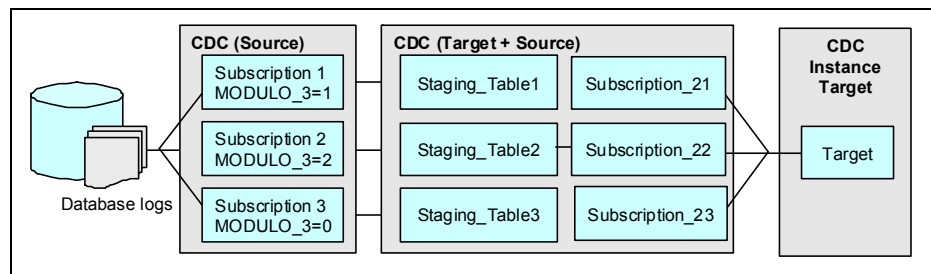 CDC (Source)
Subscription 1
MODULO_3=1
Subscription 2
MODULO_3=2
Subscription 3
MODULO_3=0
Database logs
CDC (Target + Source)
Staging_Table1
Subscription_21
Staging_Table2
Subscription_22
Staging_Table3
Subscription_23
CDC
Instance
Target
Target